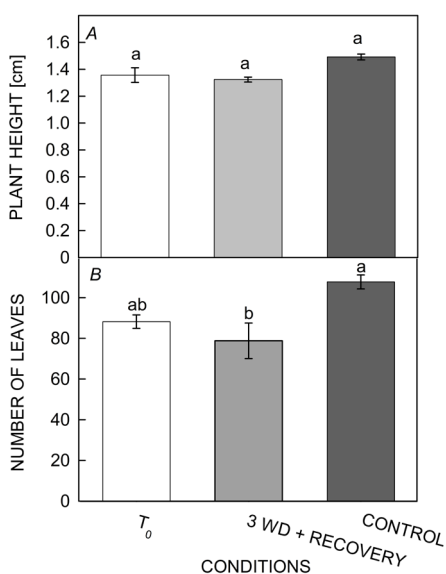 A
PLANT HEIGHT [cm]
1.6
1.4
1.2
1.0
0.8
0.6
0.4
0.2
0
a
a
a
B
NUMBER OF LEAVES
100
80
60
40
20
0
ab
b
a
T0
3 WD + RECOVERY
CONTROL
CONDITIONS